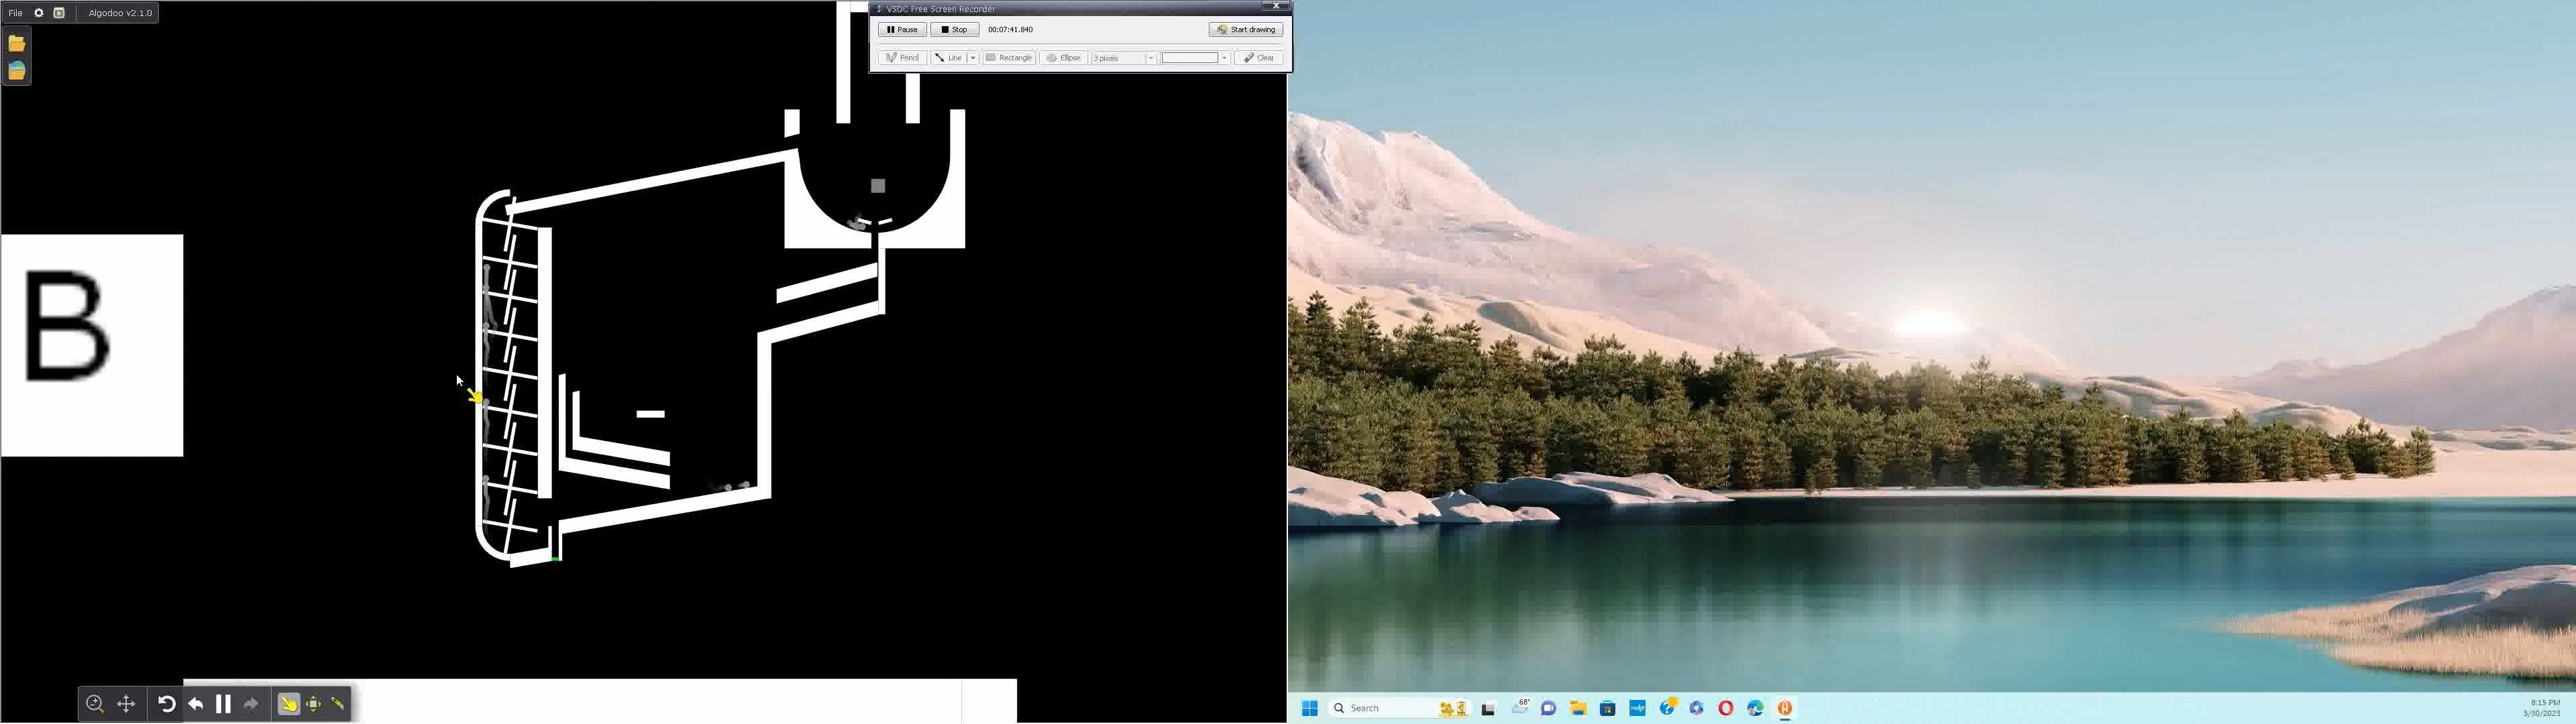 File
Algodoo v2.1.0
VSDC Free Screen Recorder
Pause
Stop
00:07:41.840
Start drawing
Pencil
Line
Rectangle
Ellipse
3 pixels
Clear
B
Search
68°
8:15 PM
3/30/2023